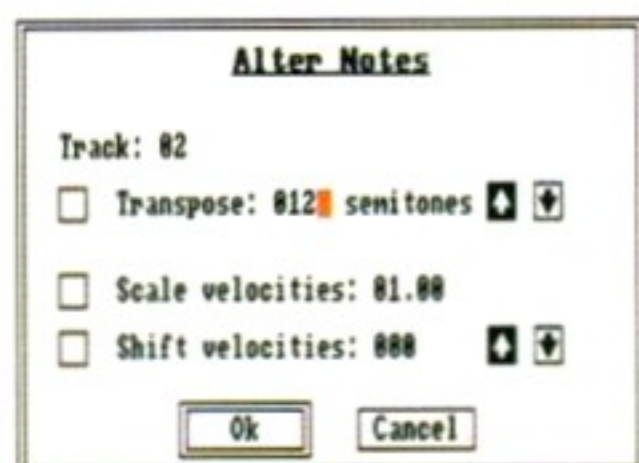 Alter Notes
Track: 02
Transpose: 012 semitones
Scale velocities: 01.00
Shift velocities: 000
Ok Cancel